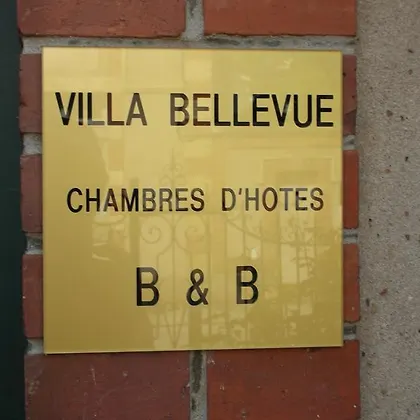 VILLA BELLEVUE
CHAMBRES D'HOTES
B & B